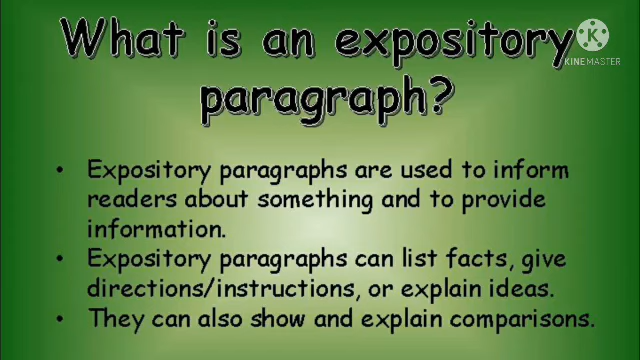 What is an expository
KINEMASTER
paragraph?
• Expository paragraphs are used to inform
readers about something and to provide
information.
• Expository paragraphs can list facts, give
directions/instructions, or explain ideas.
• They can also show and explain comparisons.